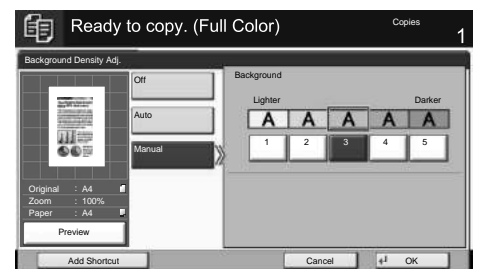 Ready to copy. (Full Color)
Copies
1
Background Density Adj.
Off
Auto
Manual
Background
Lighter
Darker
A A A A A
1 2 3 4 5
Original : A4
Zoom : 100%
Paper : A4
Preview
Add Shortcut
Cancel
OK